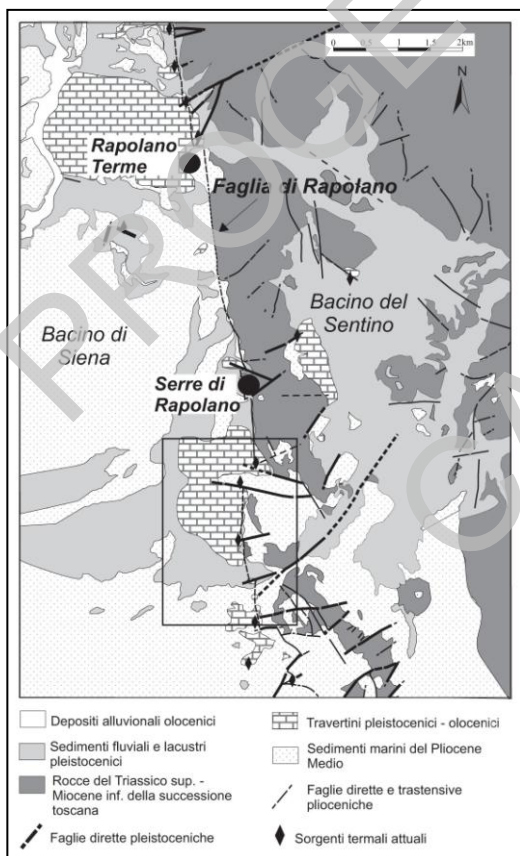 0 0.5 1 1.5 2km
N
Rapolano
Terme
Faglia di Rapolano
Bacino di
Siena
Bacino del
Sentino
Serre di
Rapolano
Depositi alluvionali olocenici
Sedimenti fluviali e lacustri
pleistocenici
Rocce del Triassico sup. -
Miocene inf. della successione
toscana
Faglie dirette pleistoceniche
Travertini pleistocenici - olocenici
Sedimenti marini del Pliocene
Medio
Faglie dirette e trastensive
plioceniche
Sorgenti termali attuali
PROGE
CA